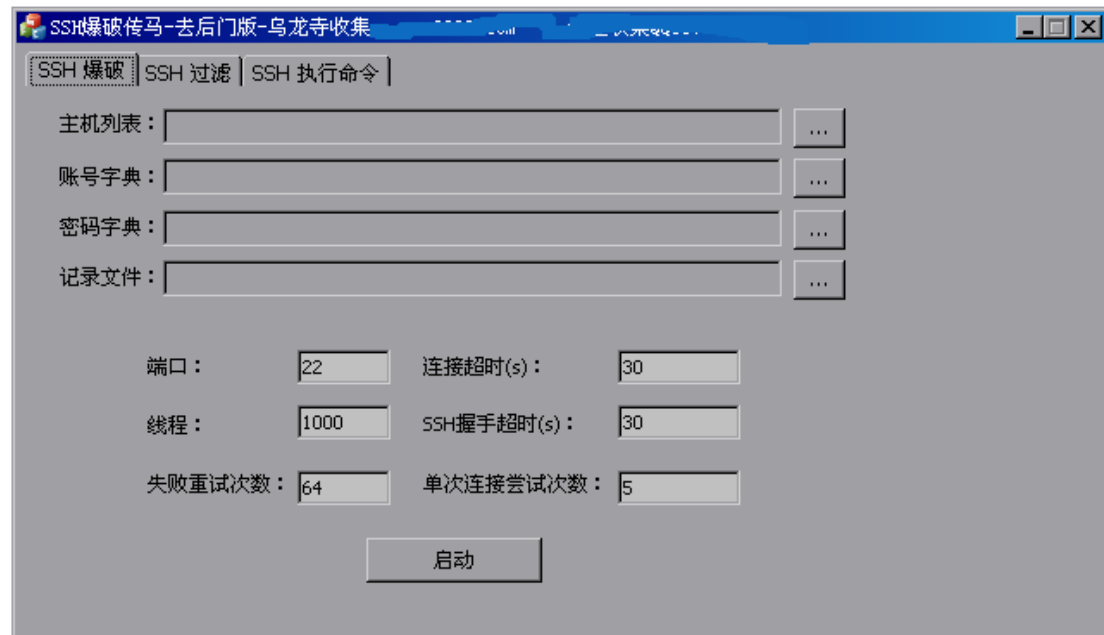 SSH爆破传马-去后门版-乌龙寺收集
SSH 爆破 SSH 过滤 SSH 执行命令
主机列表： ...
账号字典： ...
密码字典： ...
记录文件： ...
端口： 22 连接超时(s)： 30
线程： 1000 SSH握手超时(s)： 30
失败重试次数： 64 单次连接尝试次数： 5
启动